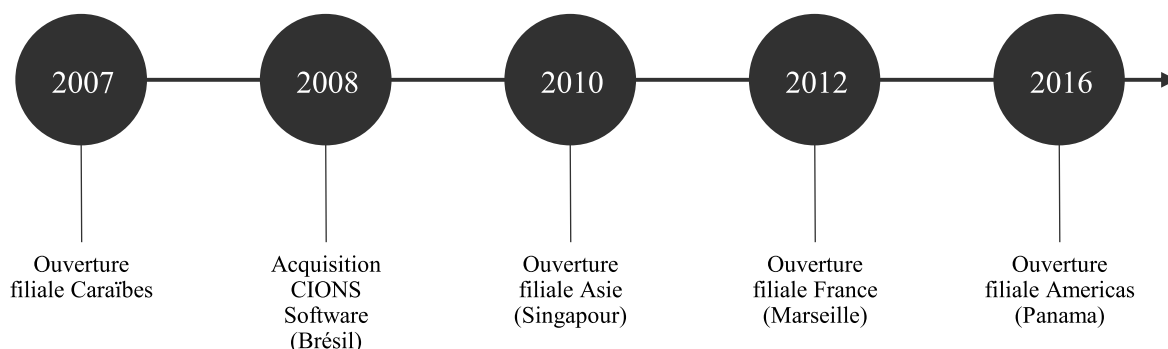 2007
2008
2010
2012
2016
Ouverture
filiale Caraïbes
Acquisition
CIONS
Software
(Brésil)
Ouverture
filiale Asie
(Singapour)
Ouverture
filiale France
(Marseille)
Ouverture
filiale Americas
(Panama)